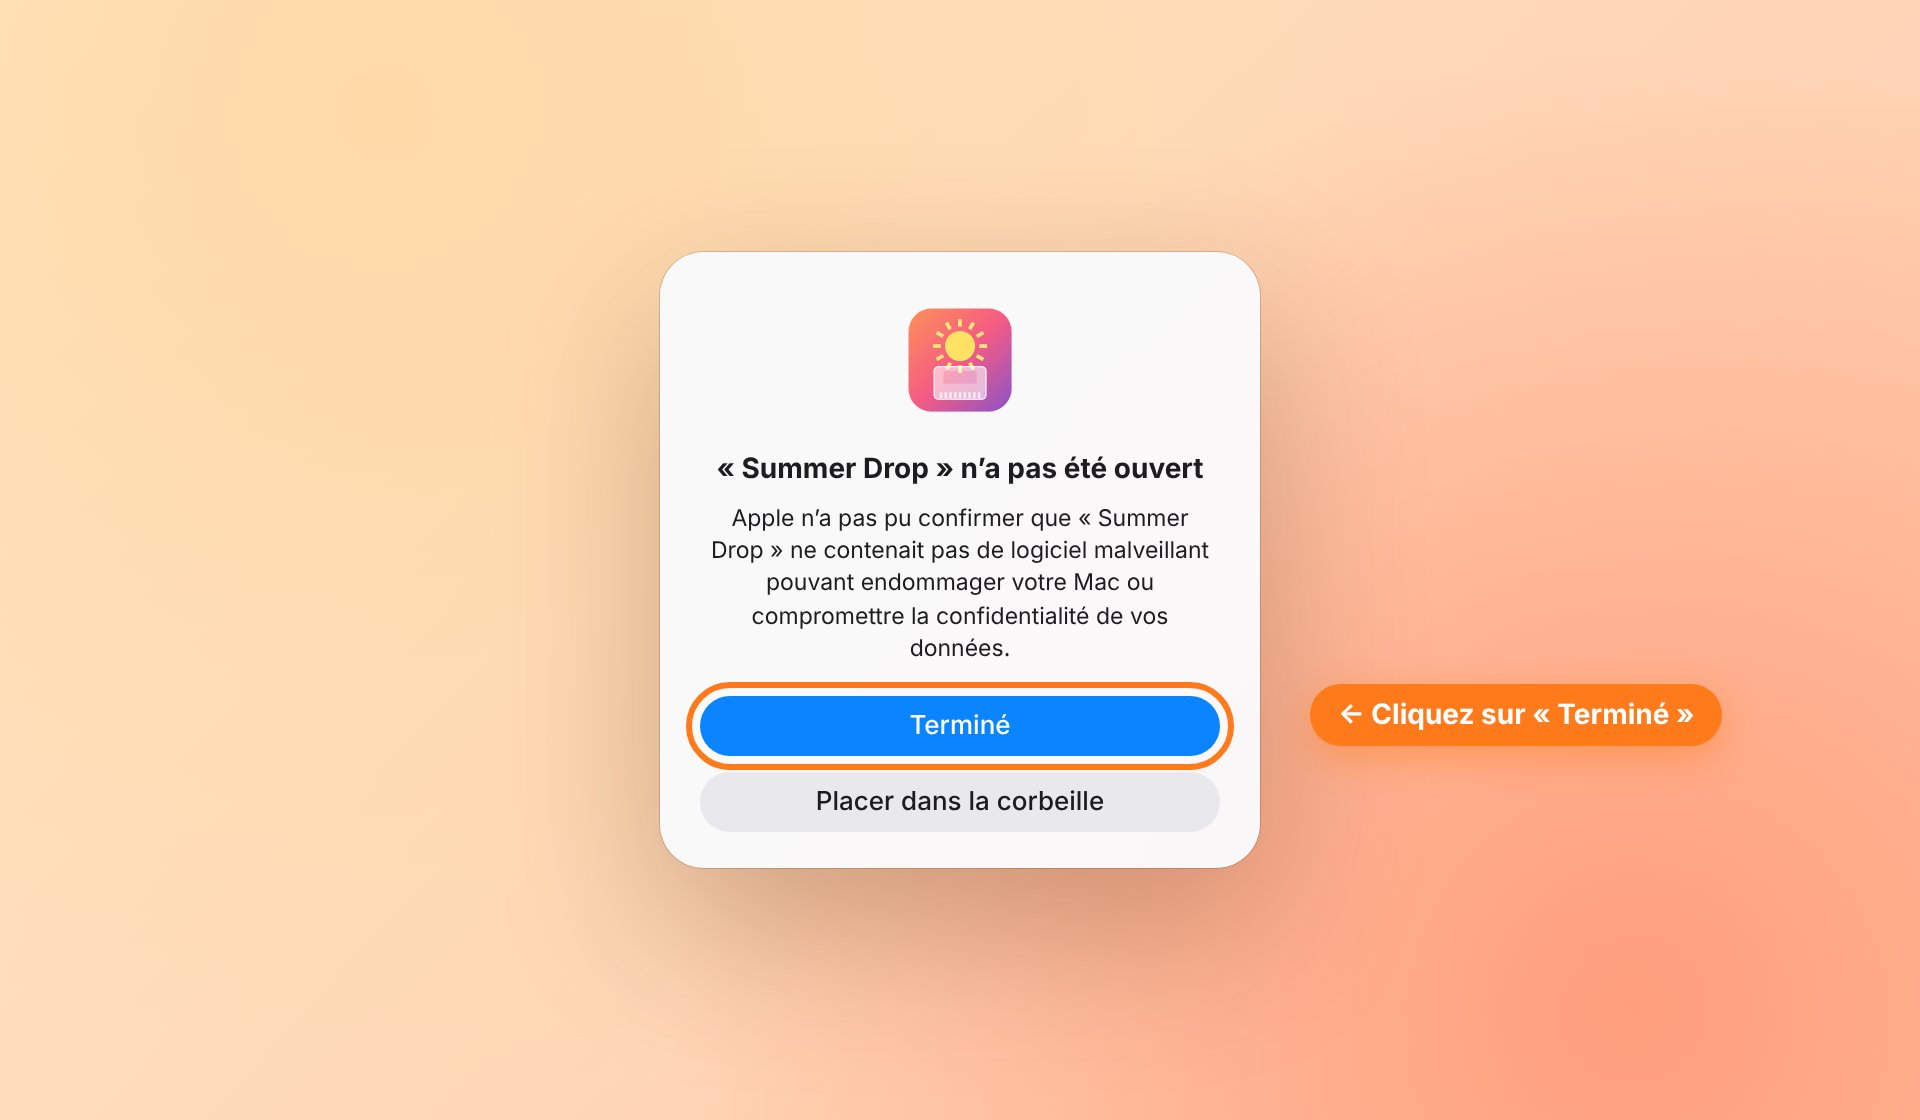 « Summer Drop » n’a pas été ouvert
Apple n’a pas pu confirmer que « Summer
Drop » ne contenait pas de logiciel malveillant
pouvant endommager votre Mac ou
compromettre la confidentialité de vos
données.
Terminé
← Cliquez sur « Terminé »
Placer dans la corbeille